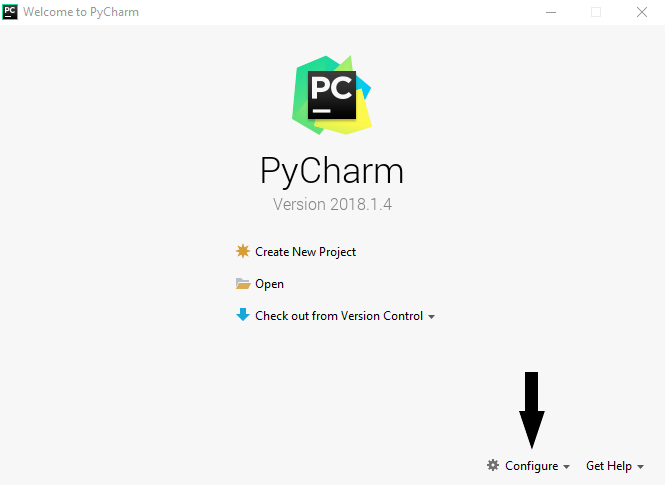 PC Welcome to PyCharm
PC
PyCharm
Version 2018.1.4
Create New Project
Open
Check out from Version Control
Configure Get Help